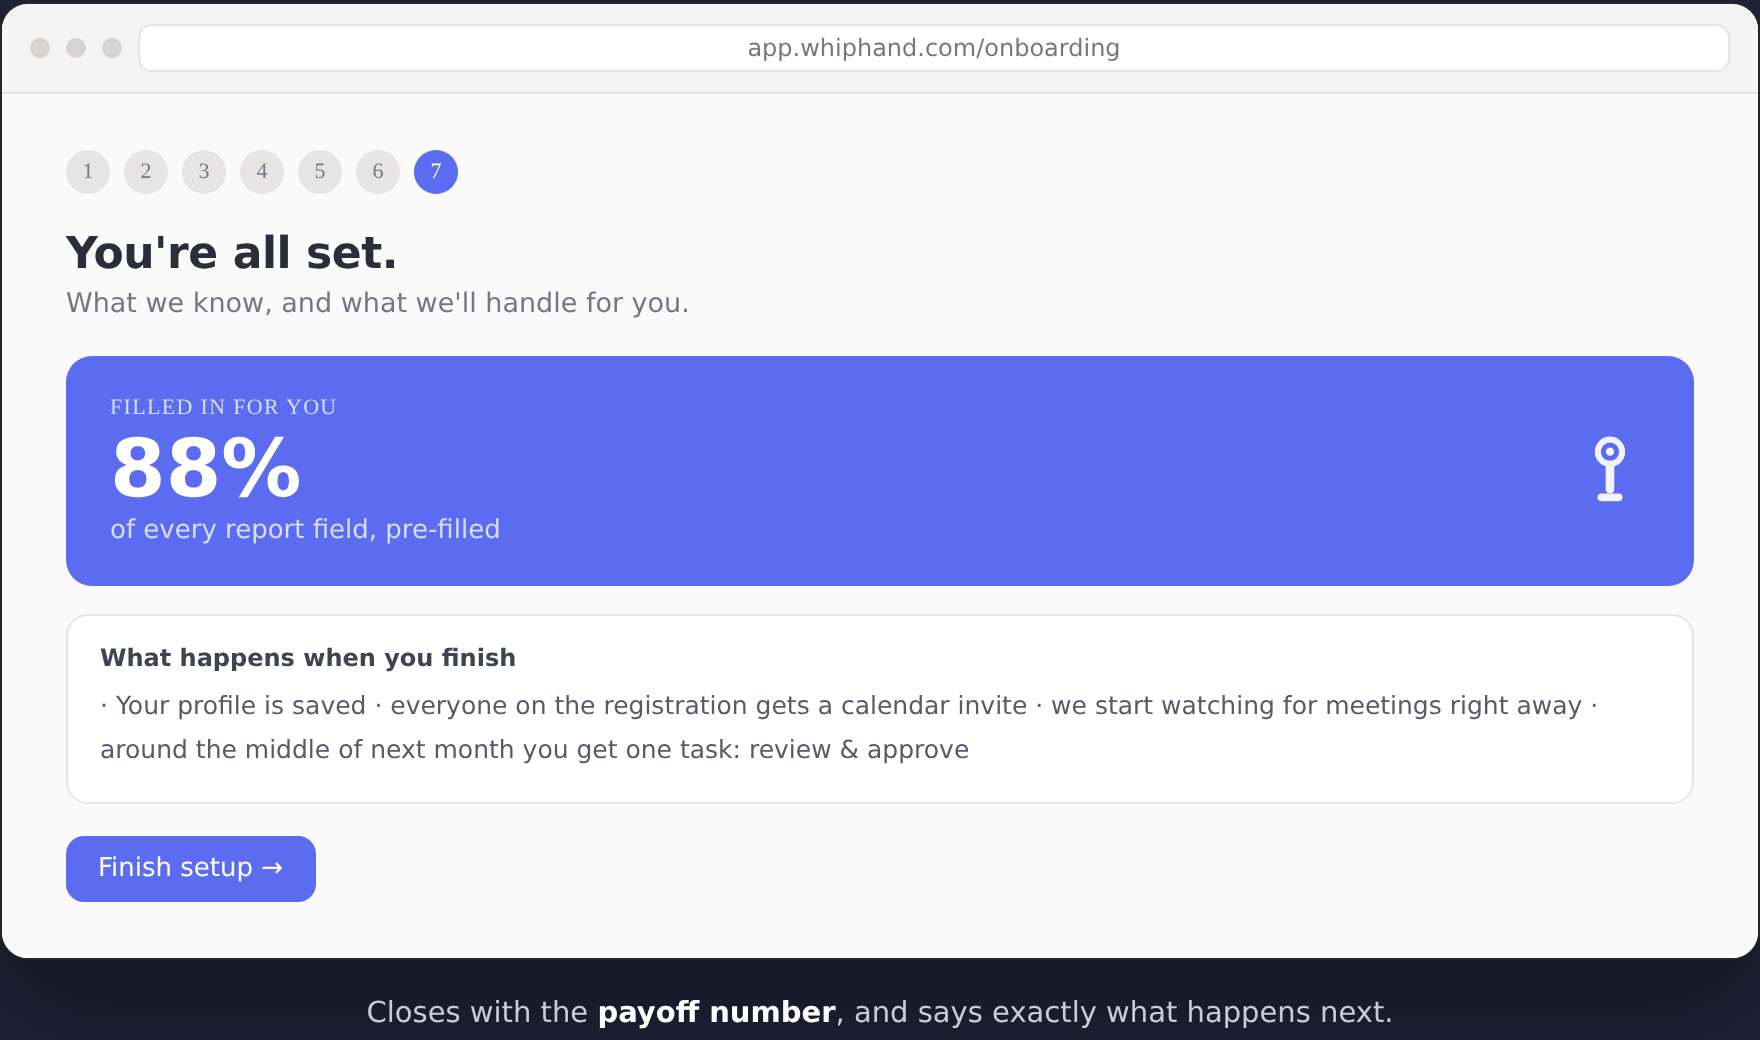 app.whiphand.com/onboarding
1 2 3 4 5 6 7
You're all set.
What we know, and what we'll handle for you.
FILLED IN FOR YOU
88%
of every report field, pre-filled
What happens when you finish
· Your profile is saved · everyone on the registration gets a calendar invite · we start watching for meetings right away ·
around the middle of next month you get one task: review & approve
Finish setup →
Closes with the payoff number, and says exactly what happens next.